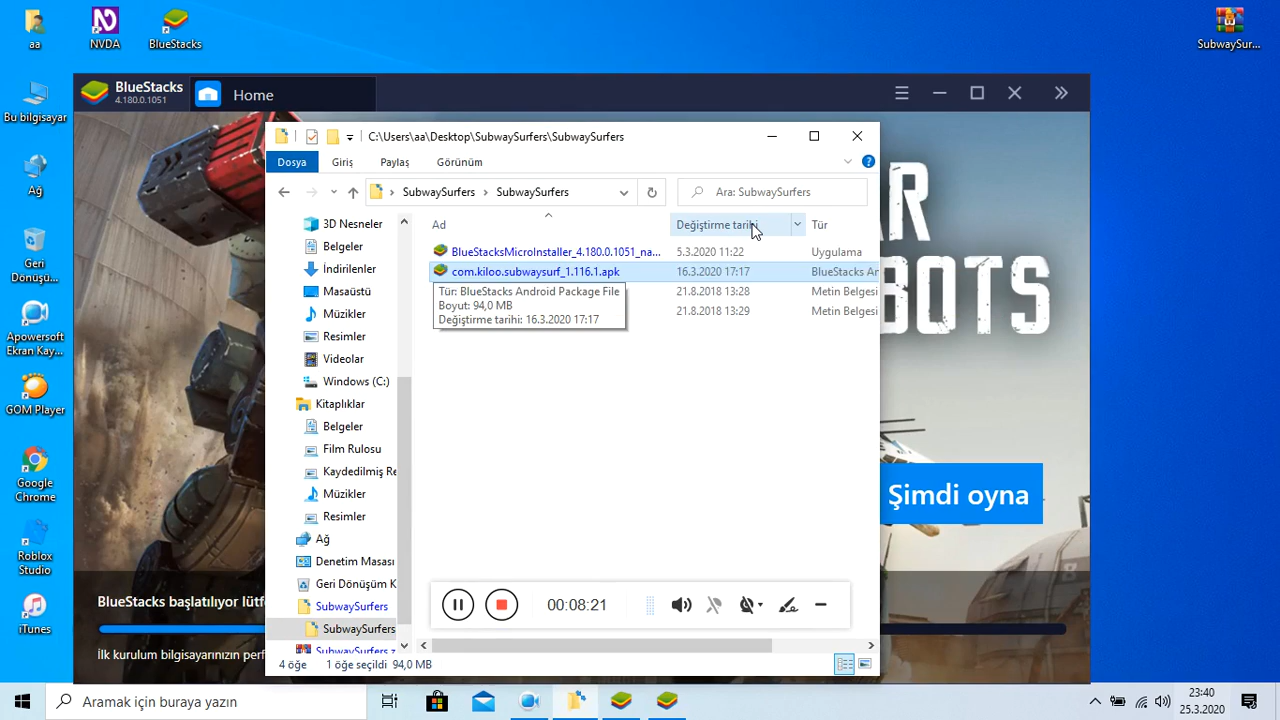 aa
NVDA
BlueStacks
SubwaySur...
Bu bilgisayar
Ağ
Geri
Dönüşü...
Apowersoft
Ekran Kay...
GOM Player
Google
Chrome
Roblox
Studio
iTunes
BlueStacks
4.180.0.1051
Home
BOTS
Şimdi oyna
BlueStacks başlatılıyor lütf
İlk kurulum bilgisayarınızın perf
C:\Users\aa\Desktop\SubwaySurfers\SubwaySurfers
Dosya
Giriş
Paylaş
Görünüm
SubwaySurfers > SubwaySurfers
Ara: SubwaySurfers
3D Nesneler
Belgeler
İndirilenler
Masaüstü
Müzikler
Resimler
Videolar
Windows (C:)
Kitaplıklar
Belgeler
Film Rulosu
Kaydedilmiş Re
Müzikler
Resimler
Ağ
Denetim Masası
Geri Dönüşüm K
SubwaySurfers
SubwaySurfers
SubwaySurfers.z
Ad
Değiştirme tarihi
Tür
BlueStacksMicroInstaller_4.180.0.1051_na... 5.3.2020 11:22 Uygulama
com.kiloo.subwaysurf_1.116.1.apk 16.3.2020 17:17 BlueStacks An
21.8.2018 13:28 Metin Belgesi
21.8.2018 13:29 Metin Belgesi
Tür: BlueStacks Android Package File
Boyut: 94,0 MB
Değiştirme tarihi: 16.3.2020 17:17
00:08:21
4 öğe
1 öğe seçildi 94,0 MB
Aramak için buraya yazın
23:40
25.3.2020